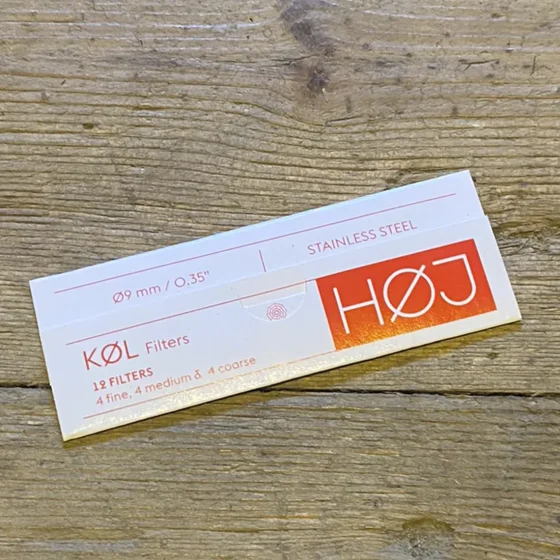 Ø9 mm / 0.35"
STAINLESS STEEL
HØJ
KØL Filters
12 FILTERS
4 fine, 4 medium & 4 coarse